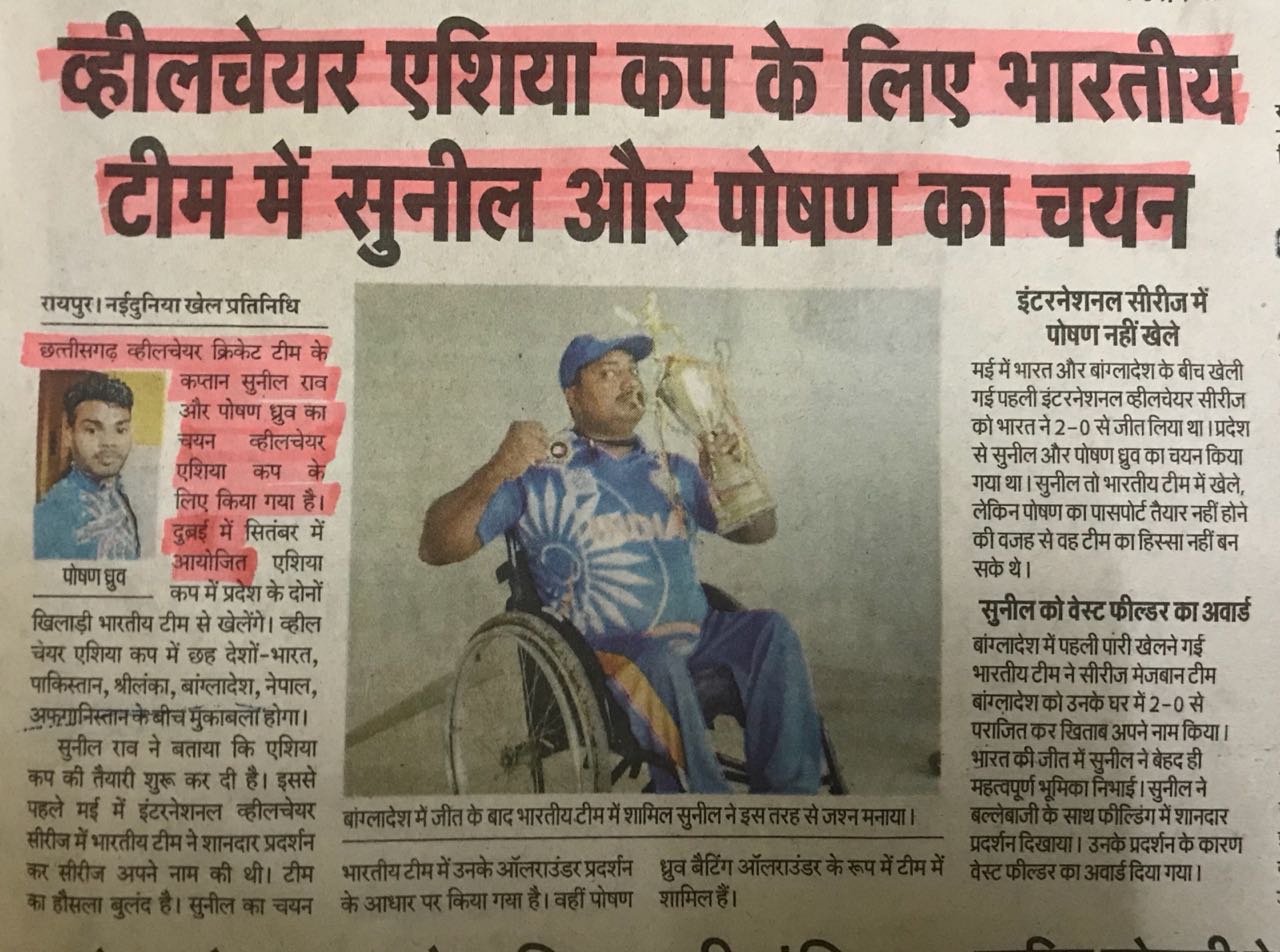 व्हीलचेयर एशिया कप के लिए भारतीय
टीम में सुनील और पोषण का चयन
रायपुर। नईदुनिया खेल प्रतिनिधि
छत्तीसगढ़ व्हीलचेयर क्रिकेट टीम के
कप्तान सुनील राव
और पोषण ध्रुव का
चयन व्हीलचेयर
एशिया कप के
लिए किया गया है।
दुबई में सितंबर में
आयोजित एशिया
कप में प्रदेश के दोनों
पोषण ध्रुव
खिलाड़ी भारतीय टीम से खेलेंगे। व्हील
चेयर एशिया कप में छह देशों-भारत,
पाकिस्तान, श्रीलंका, बांग्लादेश, नेपाल,
अफगानिस्तान के बीच मुकाबला होगा।
सुनील राव ने बताया कि एशिया
कप की तैयारी शुरू कर दी है। इससे
पहले मई में इंटरनेशनल व्हीलचेयर
सीरीज में भारतीय टीम ने शानदार प्रदर्शन
कर सीरीज अपने नाम की थी। टीम
का हौसला बुलंद है। सुनील का चयन
INDIA
बांग्लादेश में जीत के बाद भारतीय टीम में शामिल सुनील ने इस तरह से जश्न मनाया।
भारतीय टीम में उनके ऑलराउंडर प्रदर्शन
के आधार पर किया गया है। वहीं पोषण
ध्रुव बैटिंग ऑलराउंडर के रूप में टीम में
शामिल हैं।
इंटरनेशनल सीरीज में
पोषण नहीं खेले
मई में भारत और बांग्लादेश के बीच खेली
गई पहली इंटरनेशनल व्हीलचेयर सीरीज
को भारत ने 2-0 से जीत लिया था। प्रदेश
से सुनील और पोषण ध्रुव का चयन किया
गया था। सुनील तो भारतीय टीम में खेले,
लेकिन पोषण का पासपोर्ट तैयार नहीं होने
की वजह से वह टीम का हिस्सा नहीं बन
सके थे।
सुनील को वेस्ट फील्डर का अवार्ड
बांग्लादेश में पहली पारी खेलने गई
भारतीय टीम ने सीरीज मेजबान टीम
बांग्लादेश को उनके घर में 2-0 से
पराजित कर खिताब अपने नाम किया।
भारत की जीत में सुनील ने बेहद ही
महत्वपूर्ण भूमिका निभाई। सुनील ने
बल्लेबाजी के साथ फील्डिंग में शानदार
प्रदर्शन दिखाया। उनके प्रदर्शन के कारण
वेस्ट फील्डर का अवार्ड दिया गया।